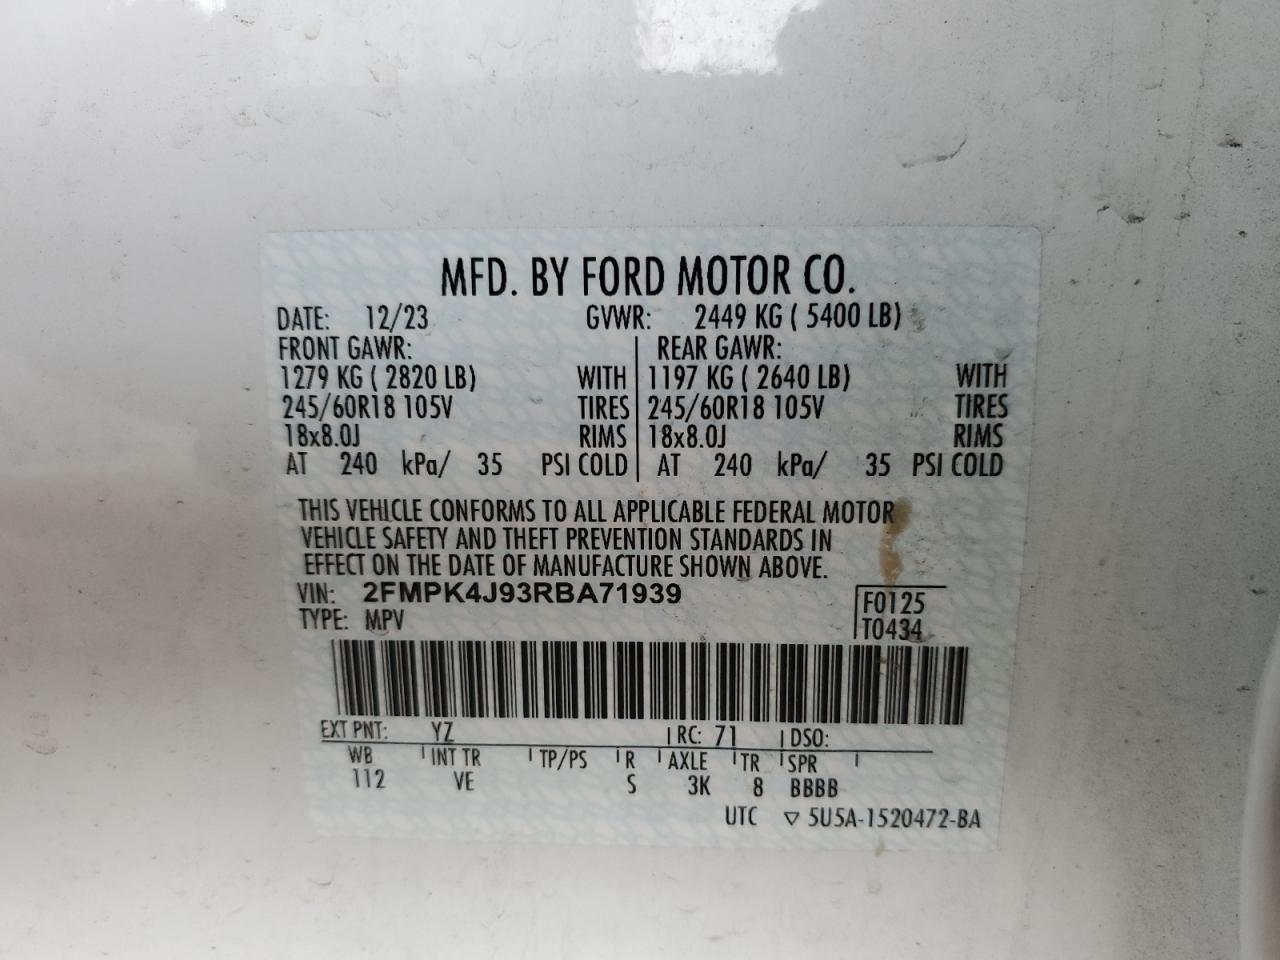 MFD. BY FORD MOTOR CO.
DATE: 12/23 GVWR: 2449 KG ( 5400 LB)
FRONT GAWR: REAR GAWR:
1279 KG ( 2820 LB) WITH 1197 KG ( 2640 LB) WITH
245/60R18 105V TIRES 245/60R18 105V TIRES
18x8.0J RIMS 18x8.0J RIMS
AT 240 kPa/ 35 PSI COLD AT 240 kPa/ 35 PSI COLD
THIS VEHICLE CONFORMS TO ALL APPLICABLE FEDERAL MOTOR
VEHICLE SAFETY AND THEFT PREVENTION STANDARDS IN
EFFECT ON THE DATE OF MANUFACTURE SHOWN ABOVE.
VIN: 2FMPK4J93RBA71939 F0125
TYPE: MPV T0434
EXT PNT: YZ RC: 71 DSO:
WB INT TR TP/PS R AXLE TR SPR
112 VE S 3K 8 BBBB
UTC ▽ 5U5A-1520472-BA